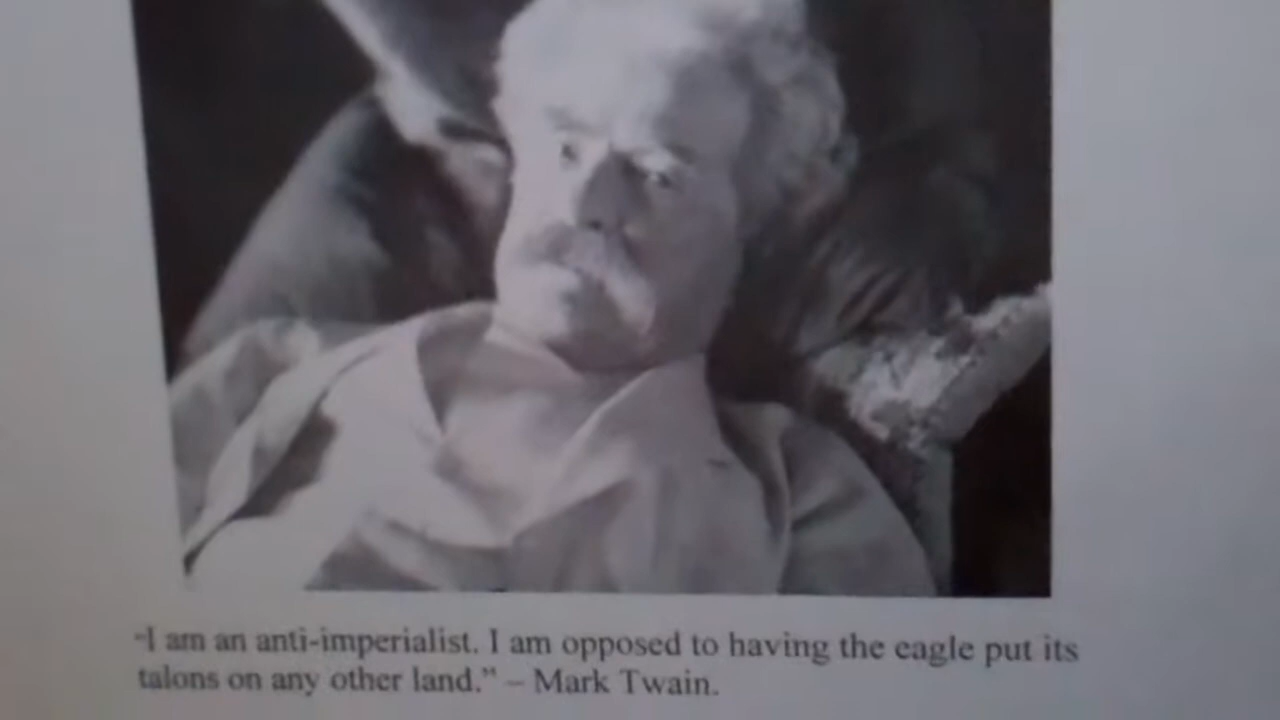 "I am an anti-imperialist. I am opposed to having the eagle put its
talons on any other land.” – Mark Twain.